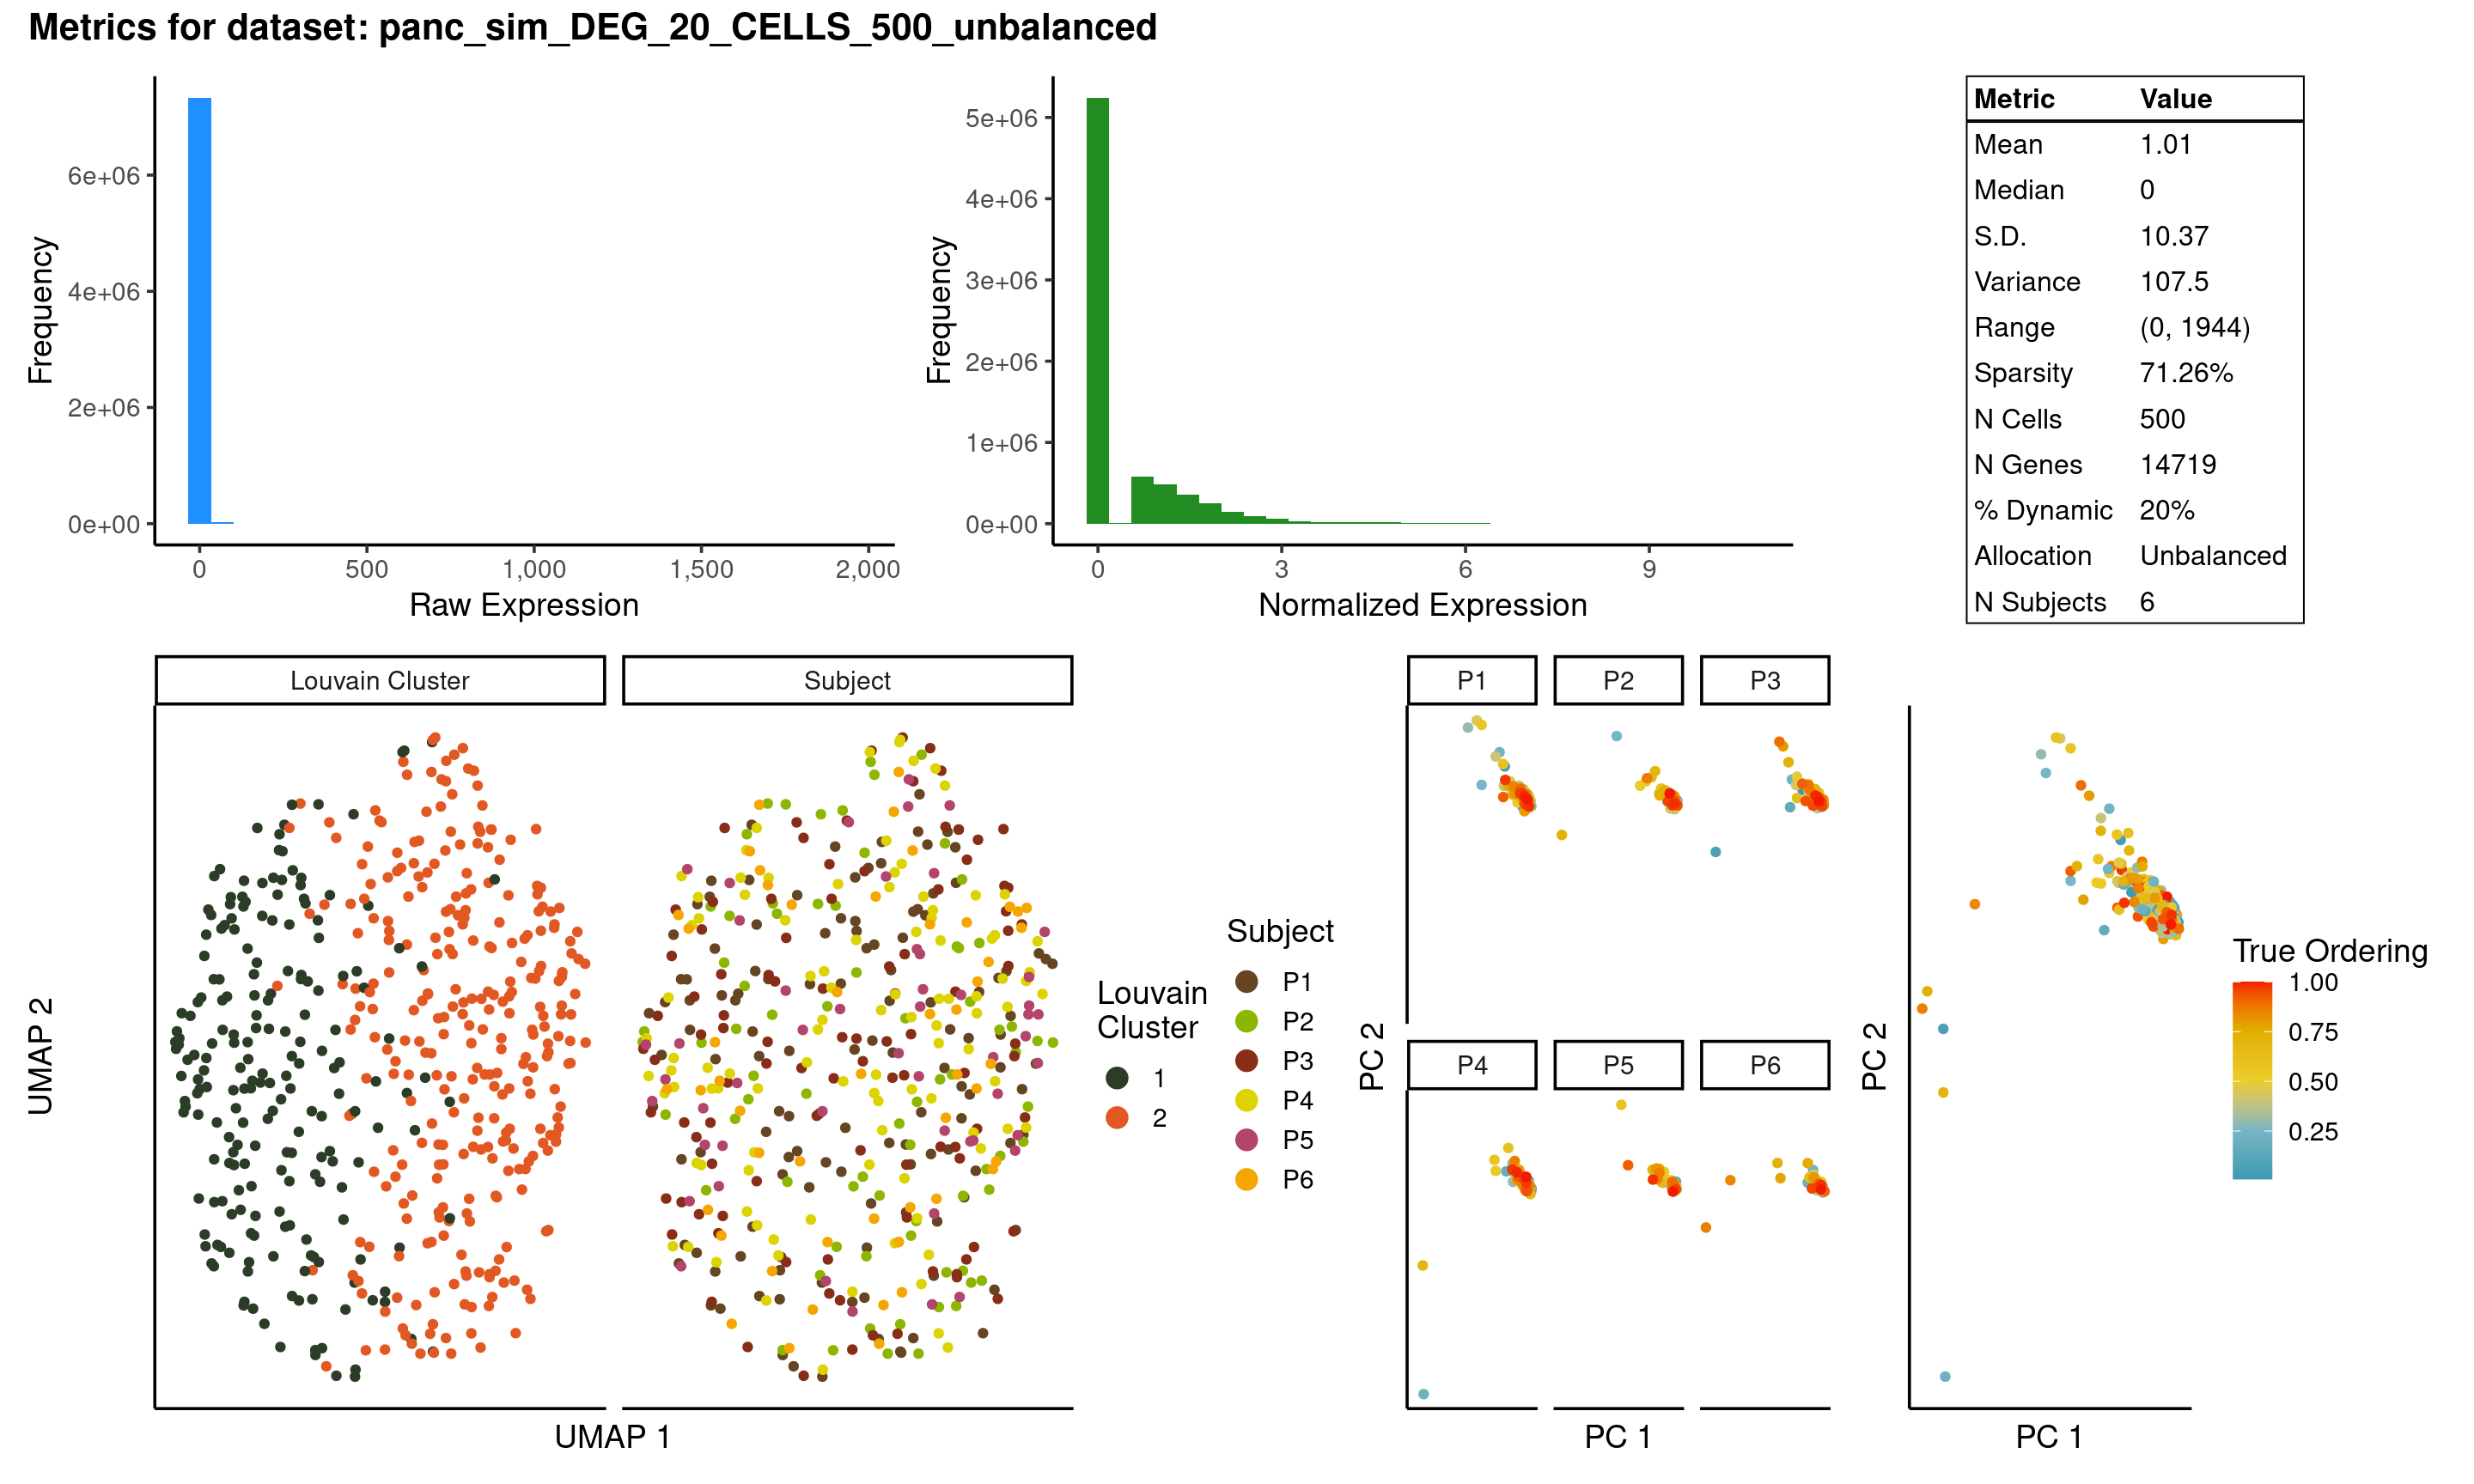 Metrics for dataset: panc_sim_DEG_20_CELLS_500_unbalanced
Frequency
6e+06
4e+06
2e+06
0e+00
0 500 1,000 1,500 2,000
Raw Expression
Frequency
5e+06
4e+06
3e+06
2e+06
1e+06
0e+00
0 3 6 9
Normalized Expression
Metric Value
Mean 1.01
Median 0
S.D. 10.37
Variance 107.5
Range (0, 1944)
Sparsity 71.26%
N Cells 500
N Genes 14719
% Dynamic 20%
Allocation Unbalanced
N Subjects 6
Louvain Cluster Subject
UMAP 2
UMAP 1
Louvain
Cluster
1
2
Subject
P1
P2
P3
P4
P5
P6
P1 P2 P3
P4 P5 P6
PC 2
PC 1
PC 2
PC 1
True Ordering
1.00
0.75
0.50
0.25